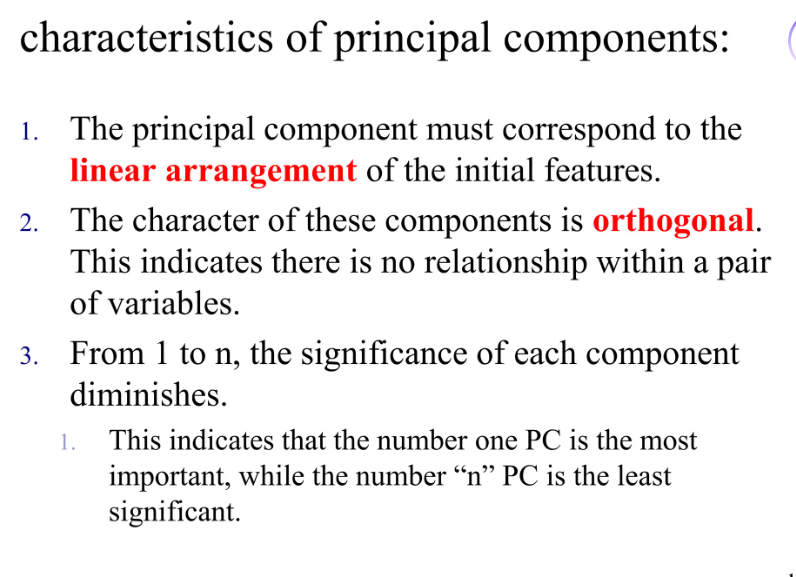 characteristics of principal components:
1. The principal component must correspond to the
linear arrangement of the initial features.
2. The character of these components is orthogonal.
This indicates there is no relationship within a pair
of variables.
3. From 1 to n, the significance of each component
diminishes.
1. This indicates that the number one PC is the most
important, while the number “n” PC is the least
significant.